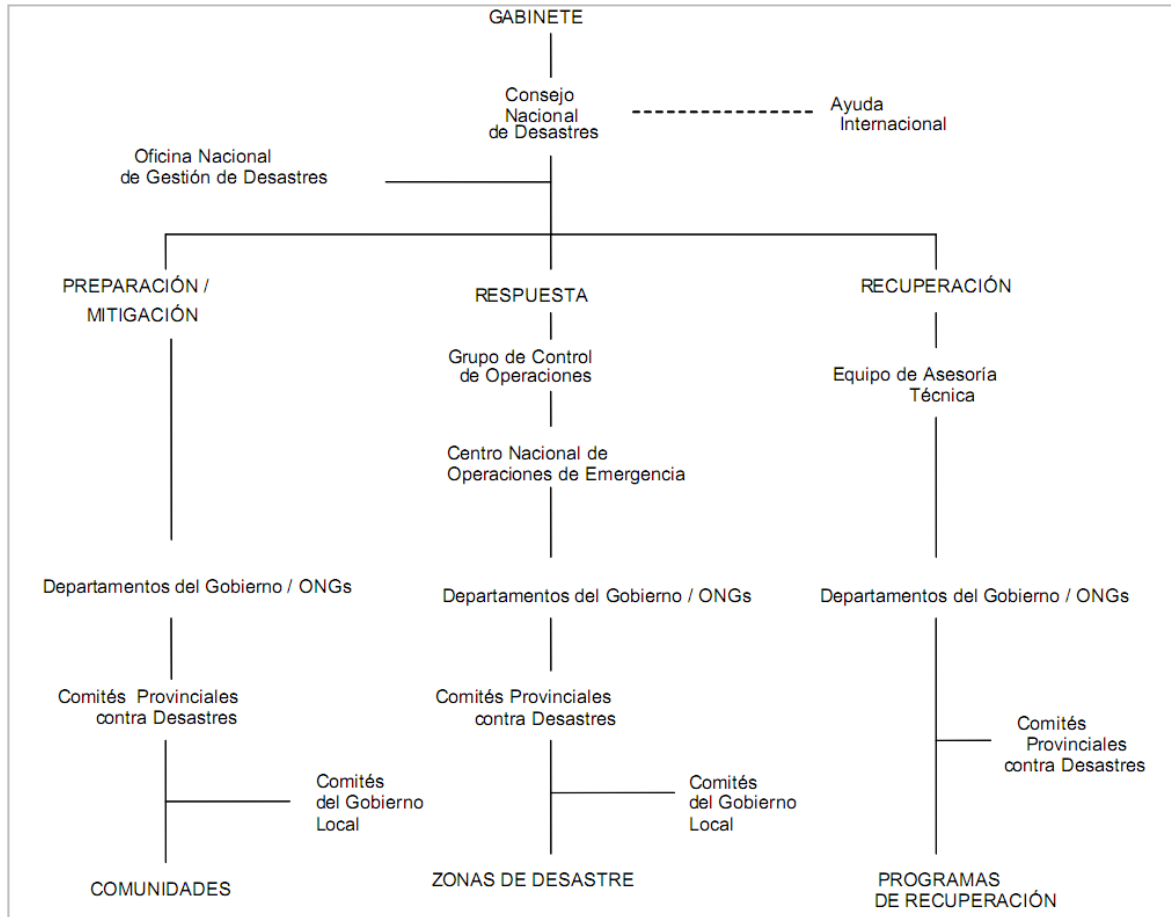 GABINETE
Consejo
Nacional
de Desastres
Ayuda
Internacional
Oficina Nacional
de Gestión de Desastres
PREPARACIÓN /
MITIGACIÓN
RESPUESTA
RECUPERACIÓN
Grupo de Control
de Operaciones
Equipo de Asesoría
Técnica
Centro Nacional de
Operaciones de Emergencia
Departamentos del Gobierno / ONGs
Departamentos del Gobierno / ONGs
Departamentos del Gobierno / ONGs
Comités Provinciales
contra Desastres
Comités Provinciales
contra Desastres
Comités
Provinciales
contra Desastres
Comités
del Gobierno
Local
Comités
del Gobierno
Local
COMUNIDADES
ZONAS DE DESASTRE
PROGRAMAS
DE RECUPERACIÓN